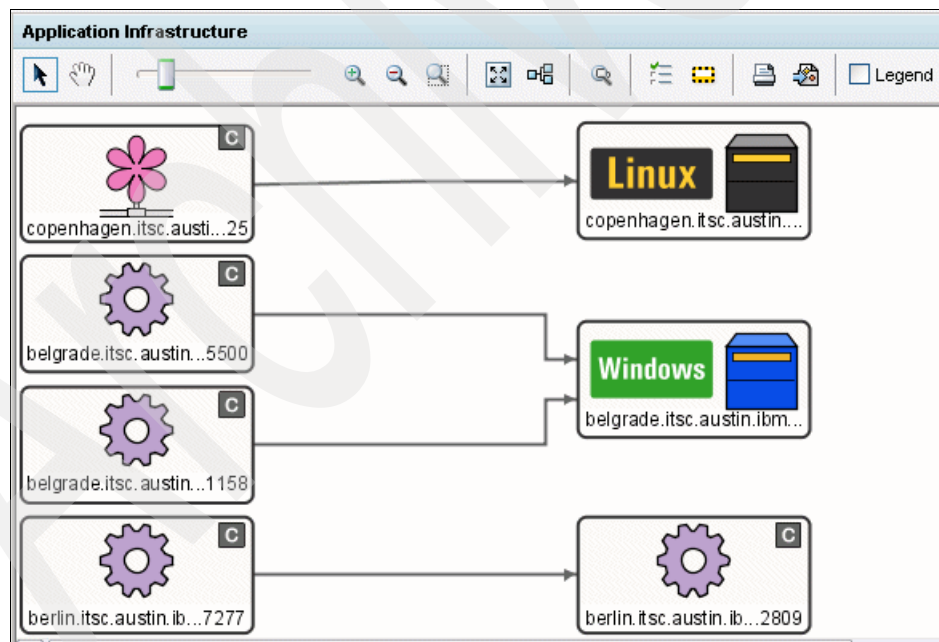 Application Infrastructure
Legend
C
copenhagen.itsc.austi...25
Linux
copenhagen.itsc.austin....
C
belgrade.itsc.austin...5500
Windows
belgrade.itsc.austin.ibm...
C
belgrade.itsc.austin...1158
C
berlin.itsc.austin.ib...7277
C
berlin.itsc.austin.ib...2809